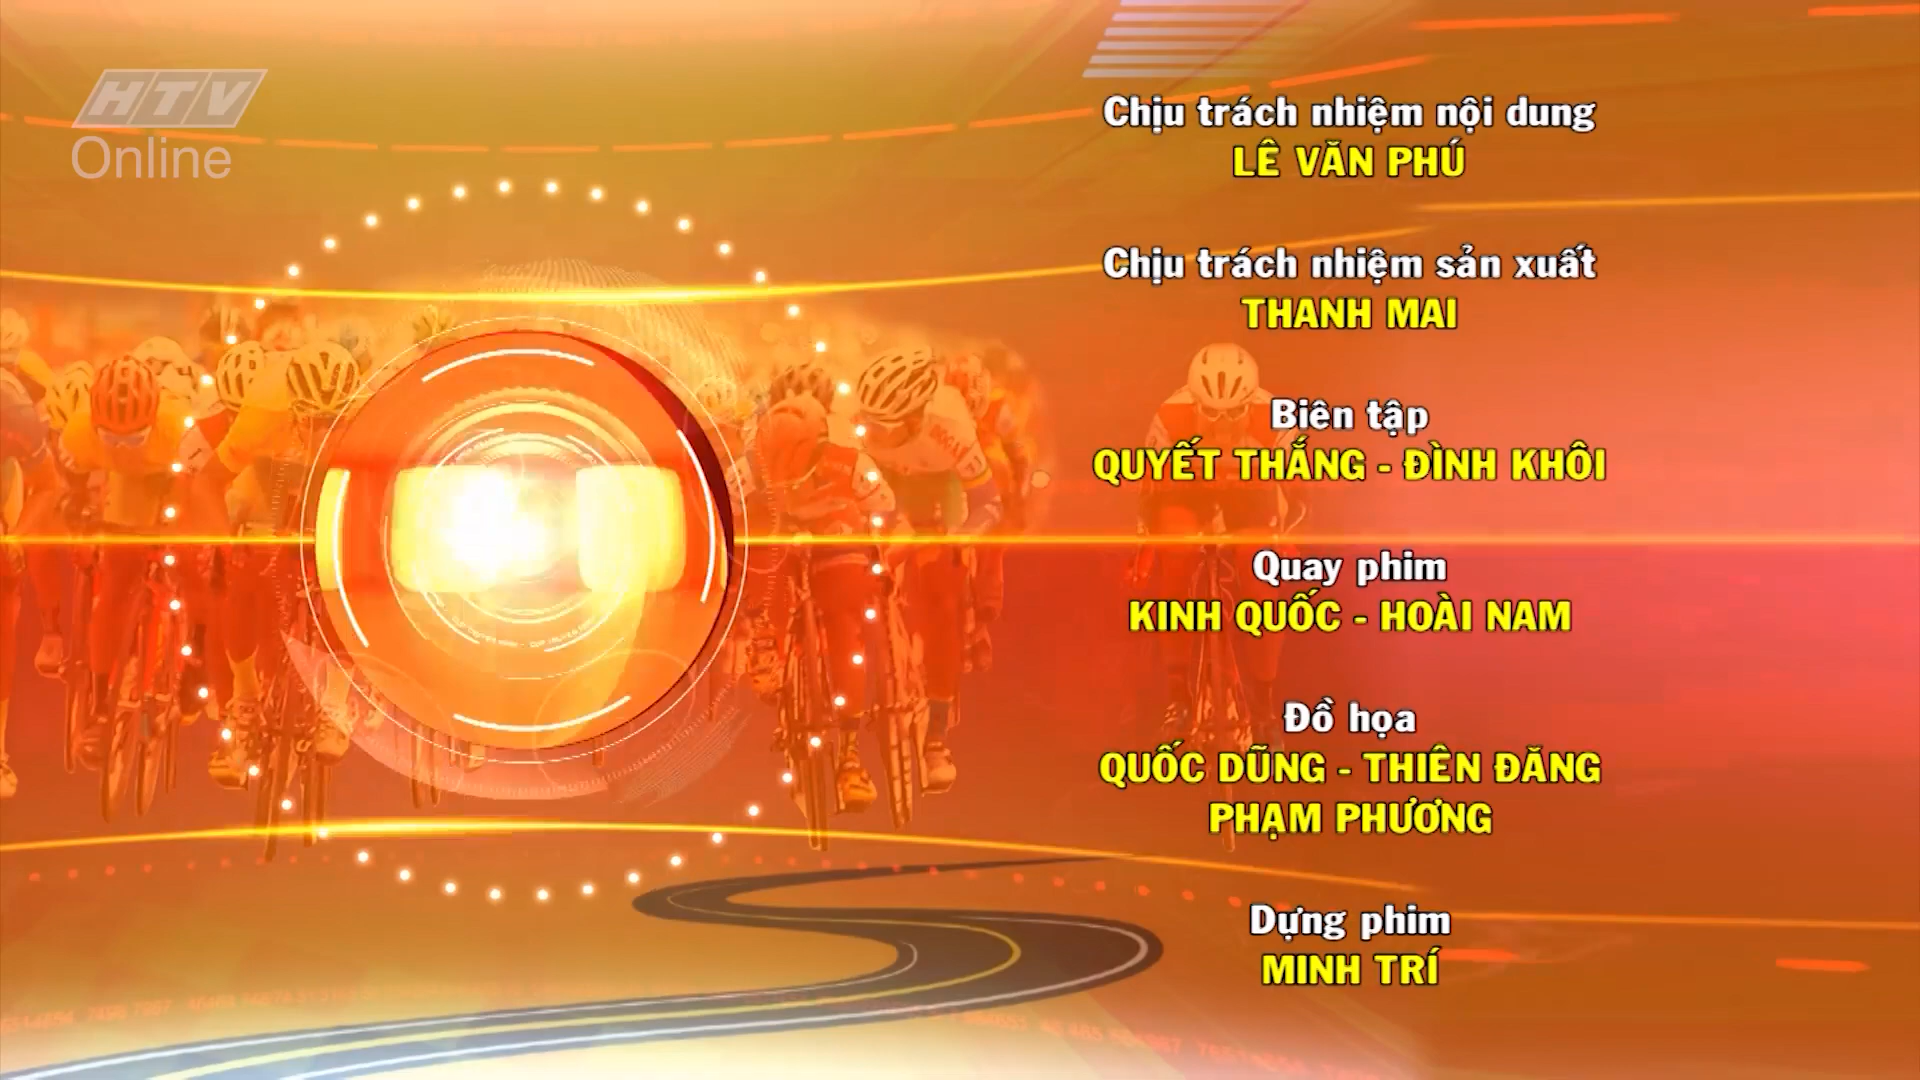 HTV
Online
Chịu trách nhiệm nội dung
LÊ VĂN PHÚ
Chịu trách nhiệm sản xuất
THANH MAI
Biên tập
QUYẾT THẮNG - ĐÌNH KHÔI
Quay phim
KINH QUỐC - HOÀI NAM
Đồ họa
QUỐC DŨNG - THIÊN ĐĂNG
PHẠM PHƯƠNG
Dựng phim
MINH TRÍ